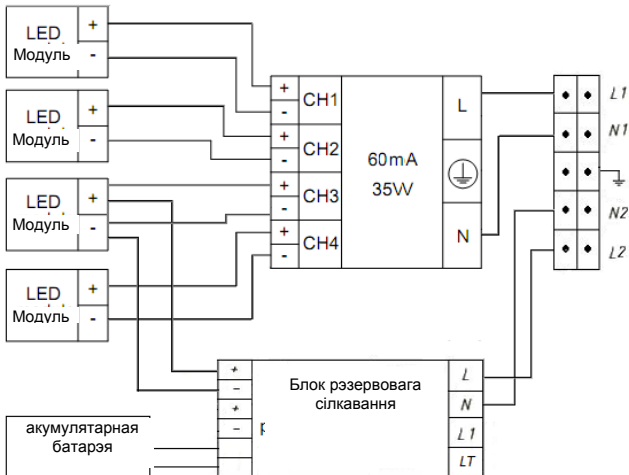 LED
Модуль
+
-
LED
Модуль
+
-
LED
Модуль
+
-
LED
Модуль
+
-
+
-
CH1
+
-
CH2
+
-
CH3
+
-
CH4
60mA
35W
L
N
L1
N1
N2
L2
+
−
+
−
Блок рэзервовага
сілкавання
L
N
L1
LT
акумулятарная
батарэя